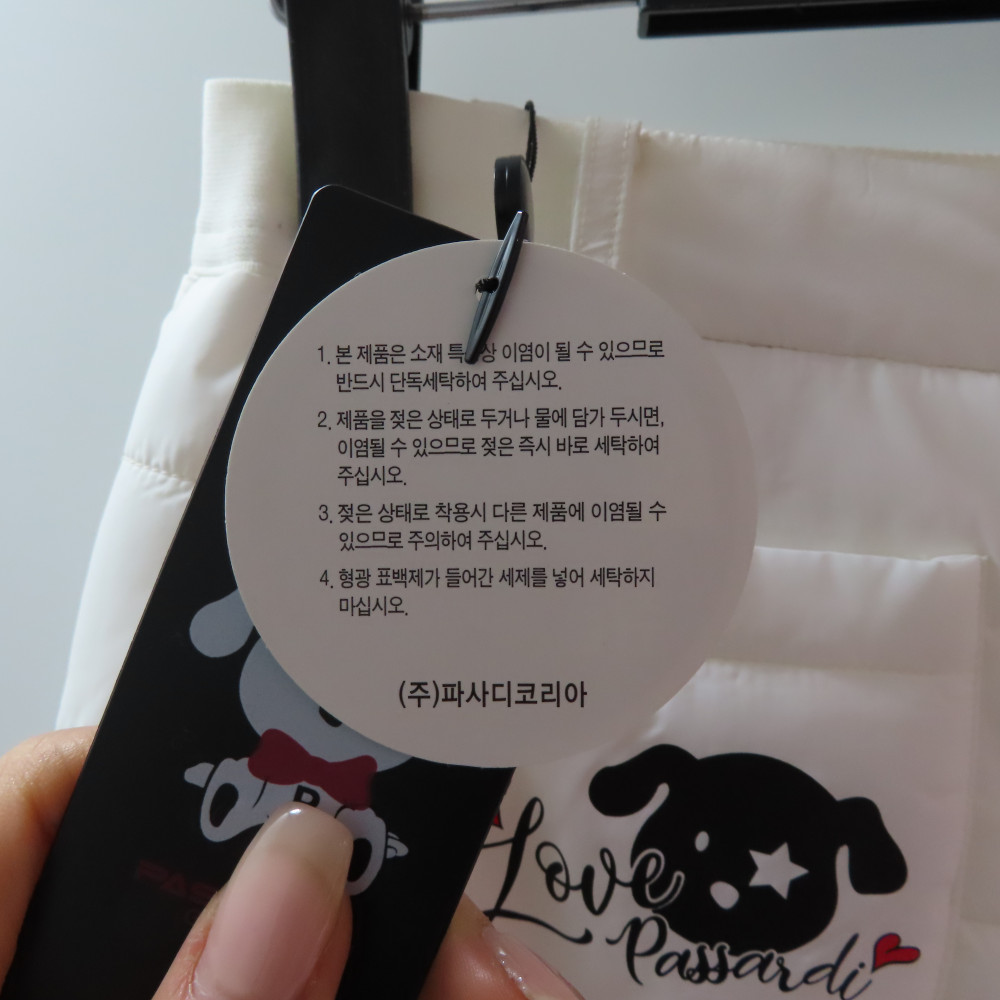 1. 본 제품은 소재 상 이염이 될 수 있으므로
반드시 단독세탁하여 주십시오.
2. 제품을 젖은 상태로 두거나 물에 담가 두시면,
이염될 수 있으므로 젖은 즉시 바로 세탁하여
주십시오.
3. 젖은 상태로 착용시 다른 제품에 이염될 수
있으므로 주의하여 주십시오.
4. 형광 표백제가 들어간 세제를 넣어 세탁하지
마십시오.
(주)파사디코리아
Love
Passardi